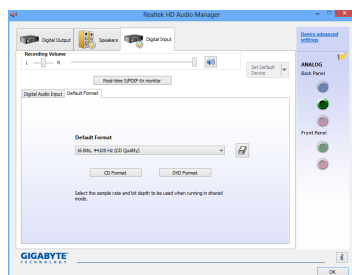 Realtek HD Audio Manager
Digital Output
Speakers
Digital Input
Device advanced
settings
Recording Volume
L
R
Set Default
Device
ANALOG
Back Panel
Real-time S/PDIF-In monitor
Digital Audio Input
Default Format
Front Panel
Default Format
16 Bits, 44100 Hz (CD Quality)
CD Format
DVD Format
Select the sample rate and bit depth to be used when running in shared
mode.
GIGABYTE
TECHNOLOGY
OK